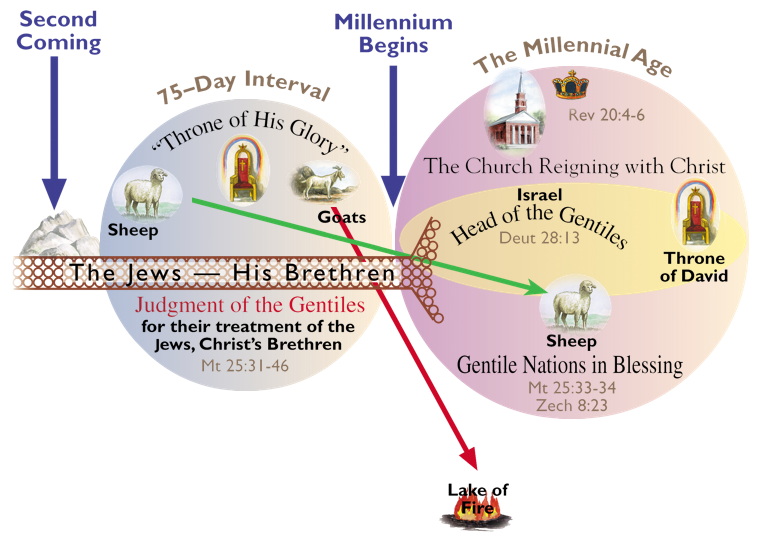 Second
Coming
Millennium
Begins
75–Day Interval
The Millennial Age
“Throne of His Glory”
Sheep
Goats
Rev 20:4-6
The Church Reigning with Christ
Israel
Head of the Gentiles
Deut 28:13
Throne
of David
The Jews — His Brethren
Judgment of the Gentiles
for their treatment of the
Jews, Christ’s Brethren
Mt 25:31-46
Sheep
Gentile Nations in Blessing
Mt 25:33-34
Zech 8:23
Lake of
Fire